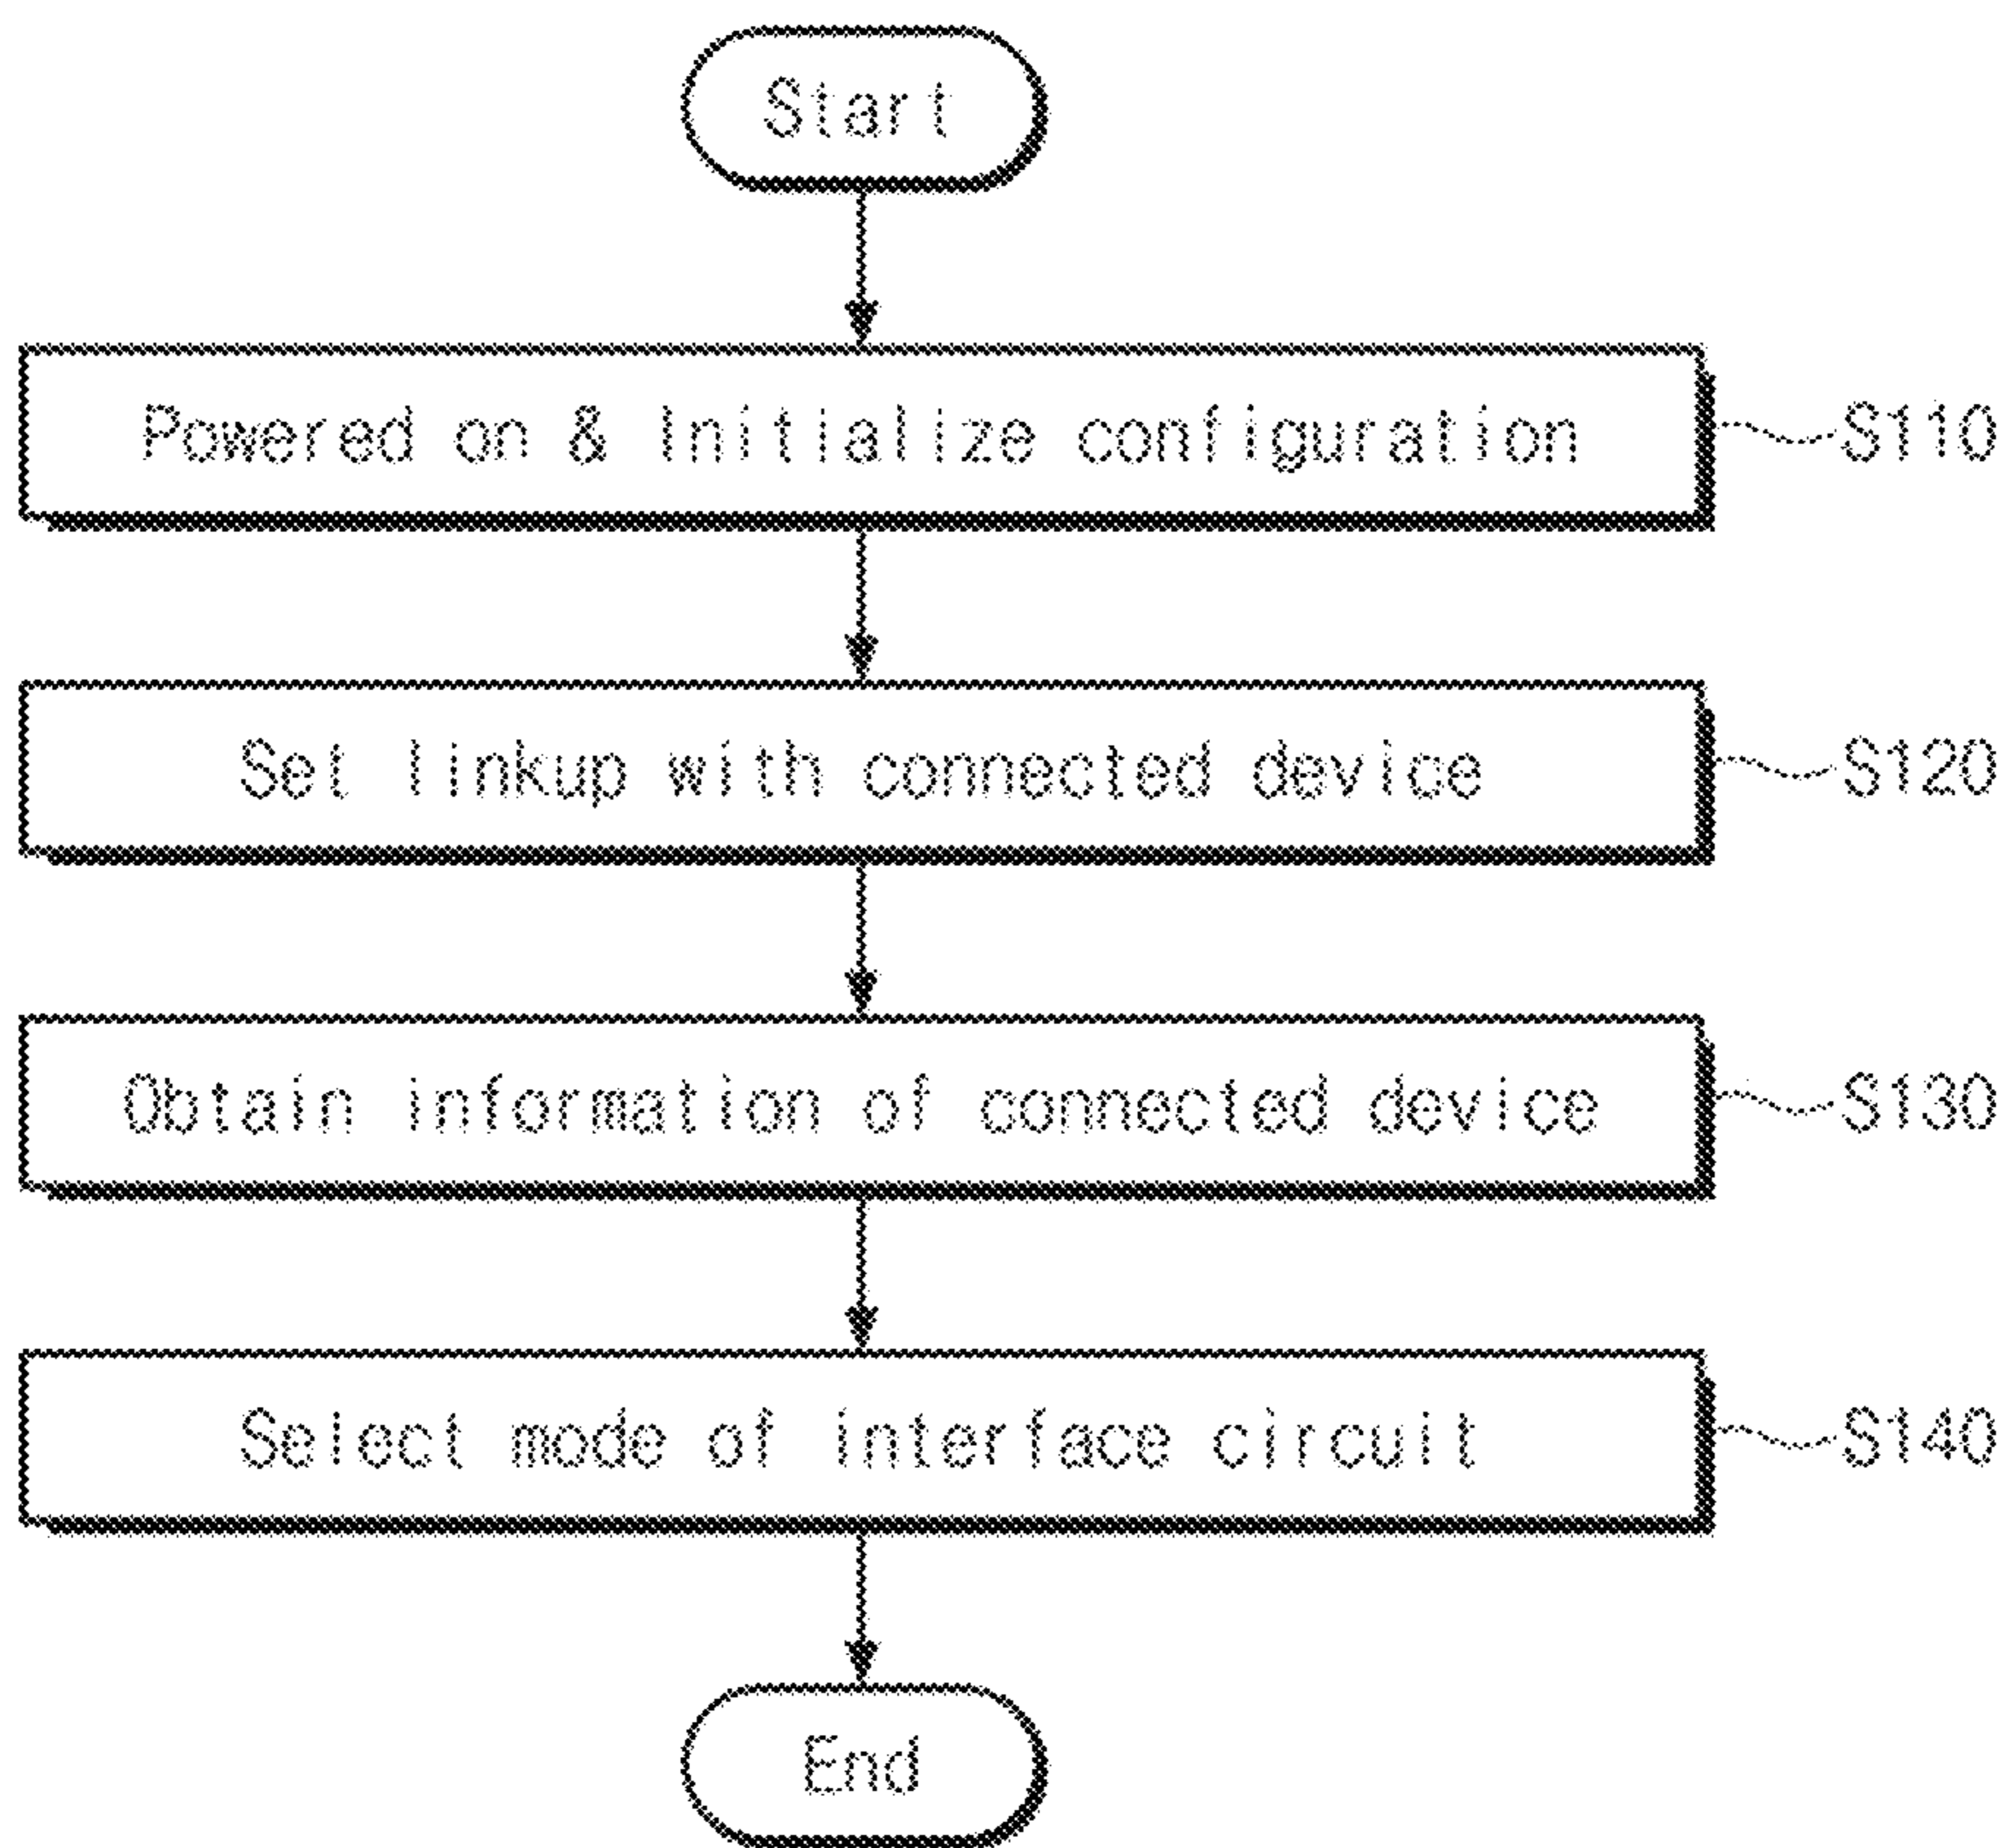 Start
Powered on & Initialize configuration
S110
Set linkup with connected device
S120
Obtain information of connected device
S130
Select mode of interface circuit
S140
End